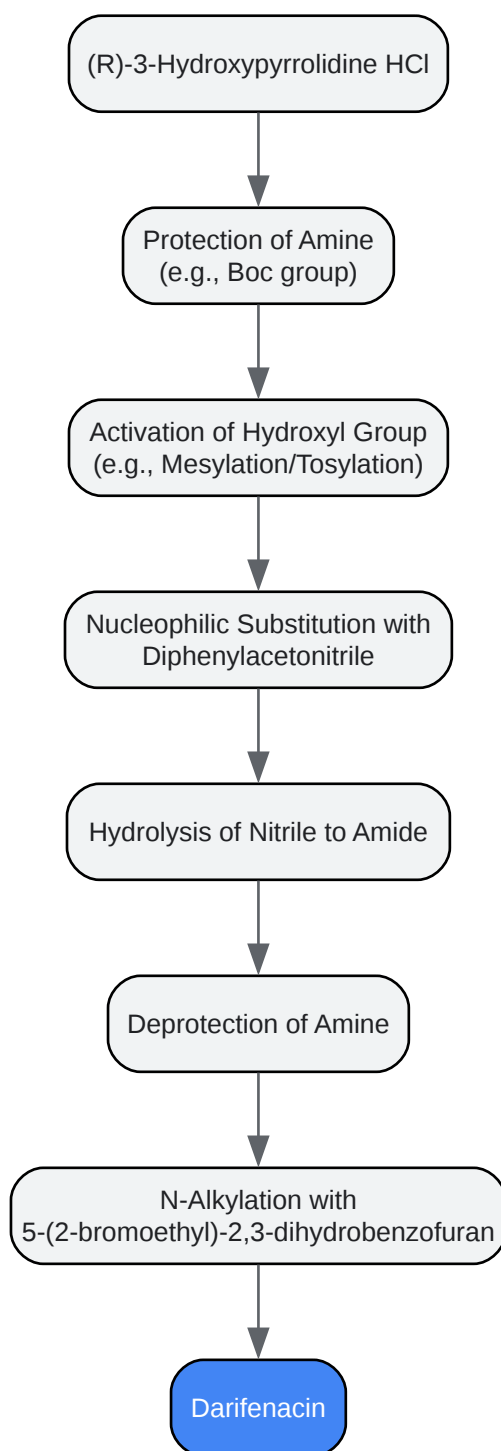 (R)-3-Hydroxypyrrolidine HCl
Protection of Amine
(e.g., Boc group)
Activation of Hydroxyl Group
(e.g., Mesylation/Tosylation)
Nucleophilic Substitution with
Diphenylacetonitrile
Hydrolysis of Nitrile to Amide
Deprotection of Amine
N-Alkylation with
5-(2-bromoethyl)-2,3-dihydrobenzofuran
Darifenacin